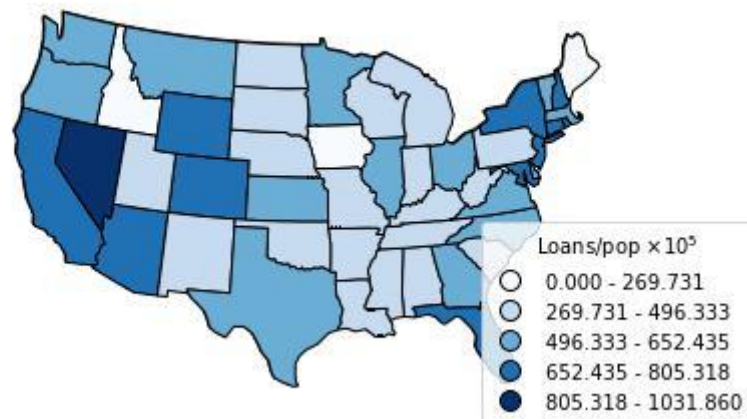 Loans/pop ×10⁵
0.000 - 269.731
269.731 - 496.333
496.333 - 652.435
652.435 - 805.318
805.318 - 1031.860